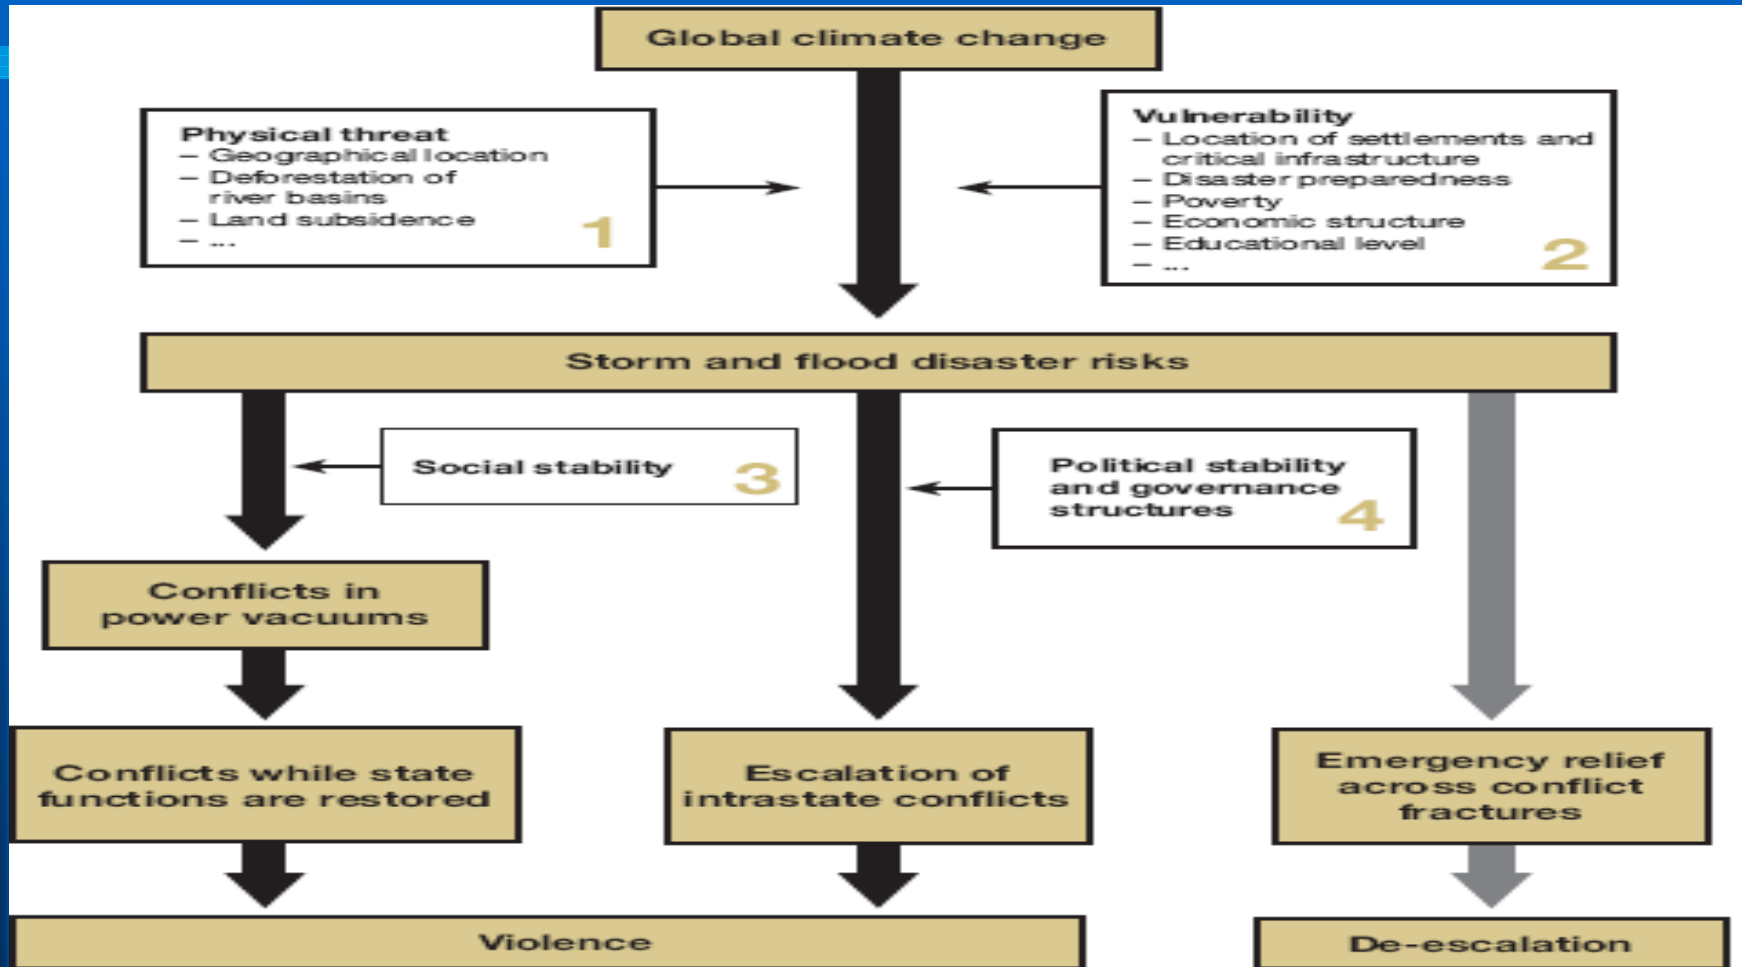 Global climate change
Physical threat
– Geographical location
– Deforestation of
river basins
– Land subsidence
– ...
1
Vulnerability
– Location of settlements and
critical infrastructure
– Disaster preparedness
– Poverty
– Economic structure
– Educational level
– ...
2
Storm and flood disaster risks
Social stability
3
Political stability
and governance
structures
4
Conflicts in
power vacuums
Conflicts while state
functions are restored
Escalation of
intrastate conflicts
Emergency relief
across conflict
fractures
Violence
De-escalation